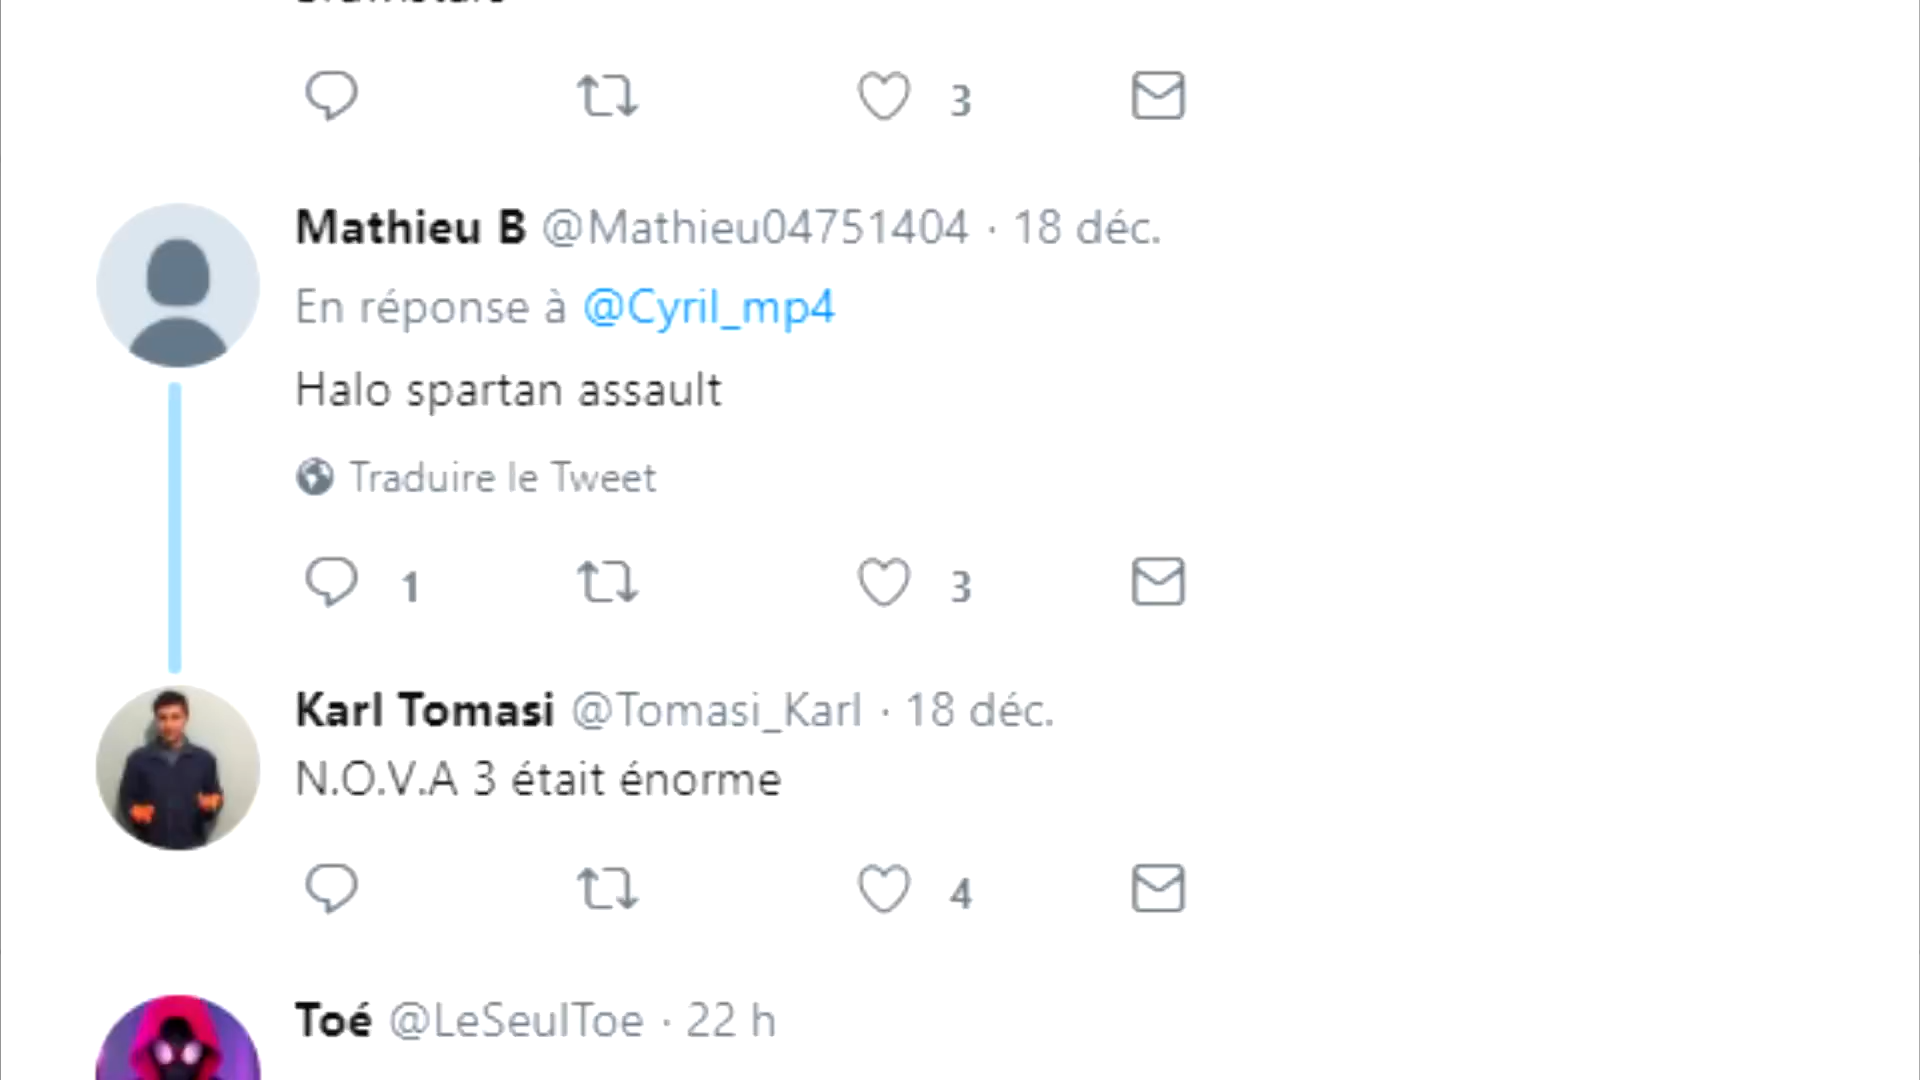 3
Mathieu B @Mathieu04751404 · 18 déc.
En réponse à @Cyril_mp4
Halo spartan assault
Traduire le Tweet
1 3
Karl Tomasi @Tomasi_Karl · 18 déc.
N.O.V.A 3 était énorme
4
Toé @LeSeulToe · 22 h